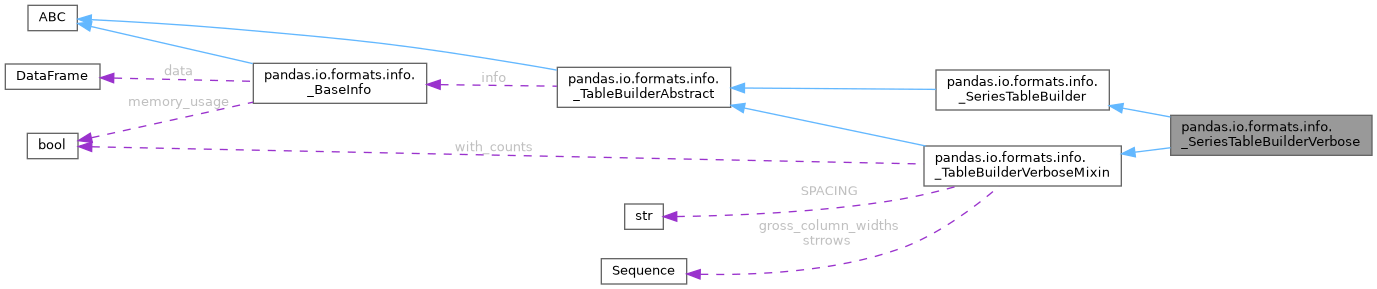 ABC
DataFrame
data
pandas.io.formats.info.
_BaseInfo
info
pandas.io.formats.info.
_TableBuilderAbstract
pandas.io.formats.info.
_SeriesTableBuilder
memory_usage
bool
with_counts
pandas.io.formats.info.
_SeriesTableBuilderVerbose
pandas.io.formats.info.
_TableBuilderVerboseMixin
SPACING
str
gross_column_widths
strrows
Sequence